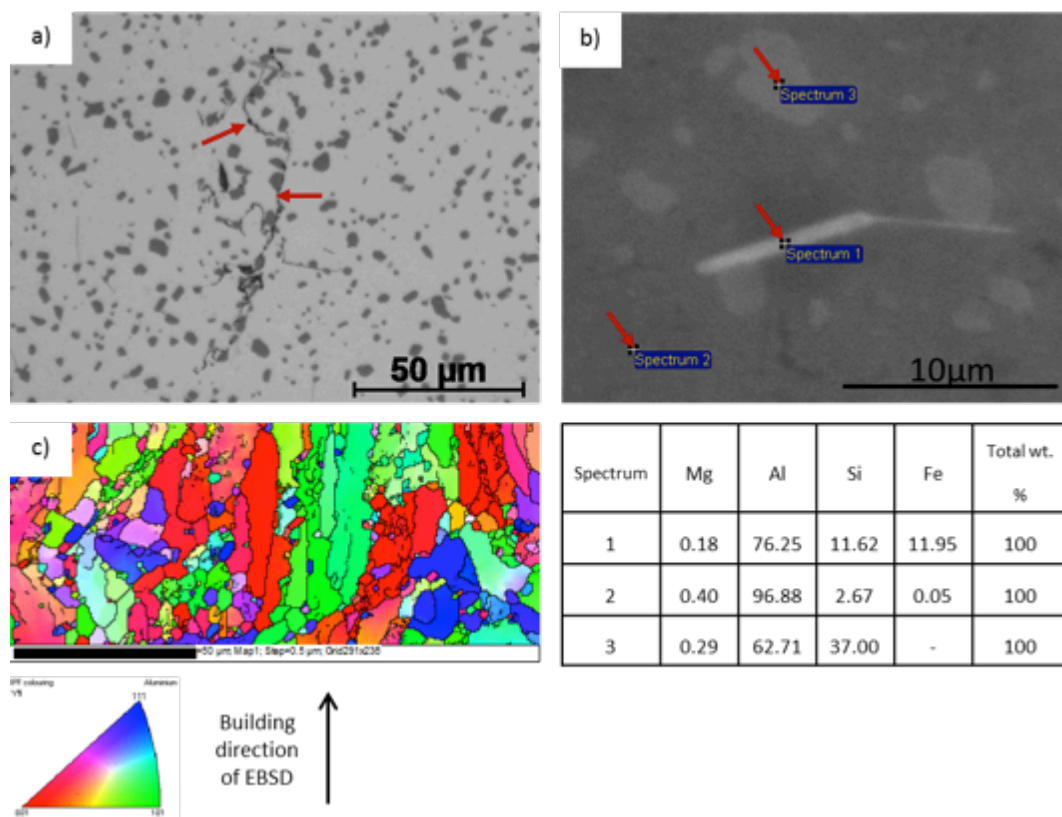 a)
50 µm
b)
Spectrum 3
Spectrum 1
Spectrum 2
10µm
c)
=50 µm; Map1; Step=0.5 µm; Grid291x236
Spectrum Mg Al Si Fe Total wt. %
1 0.18 76.25 11.62 11.95 100
2 0.40 96.88 2.67 0.05 100
3 0.29 62.71 37.00 - 100
Aluminium
111
001
101
Building
direction
of EBSD